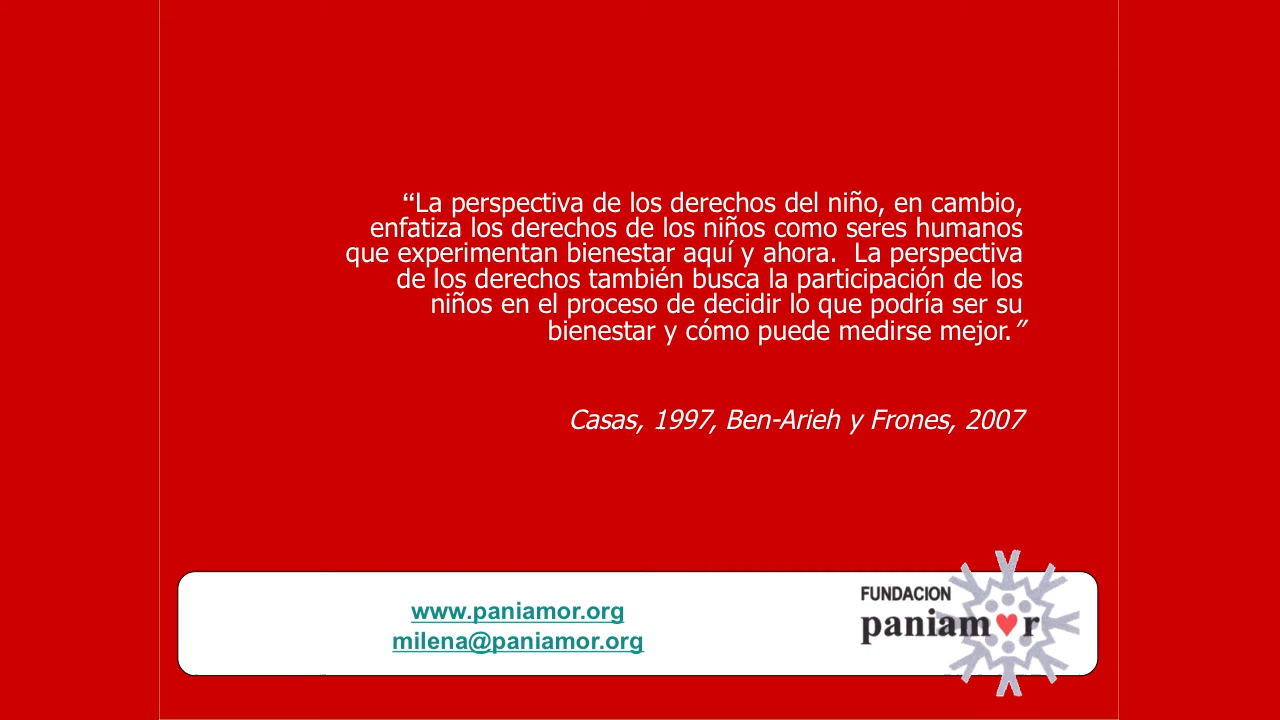 “La perspectiva de los derechos del niño, en cambio,
enfatiza los derechos de los niños como seres humanos
que experimentan bienestar aquí y ahora.  La perspectiva
de los derechos también busca la participación de los
niños en el proceso de decidir lo que podría ser su
bienestar y cómo puede medirse mejor.”
Casas, 1997, Ben-Arieh y Frones, 2007
www.paniamor.org
milena@paniamor.org
FUNDACION
paniam♥r